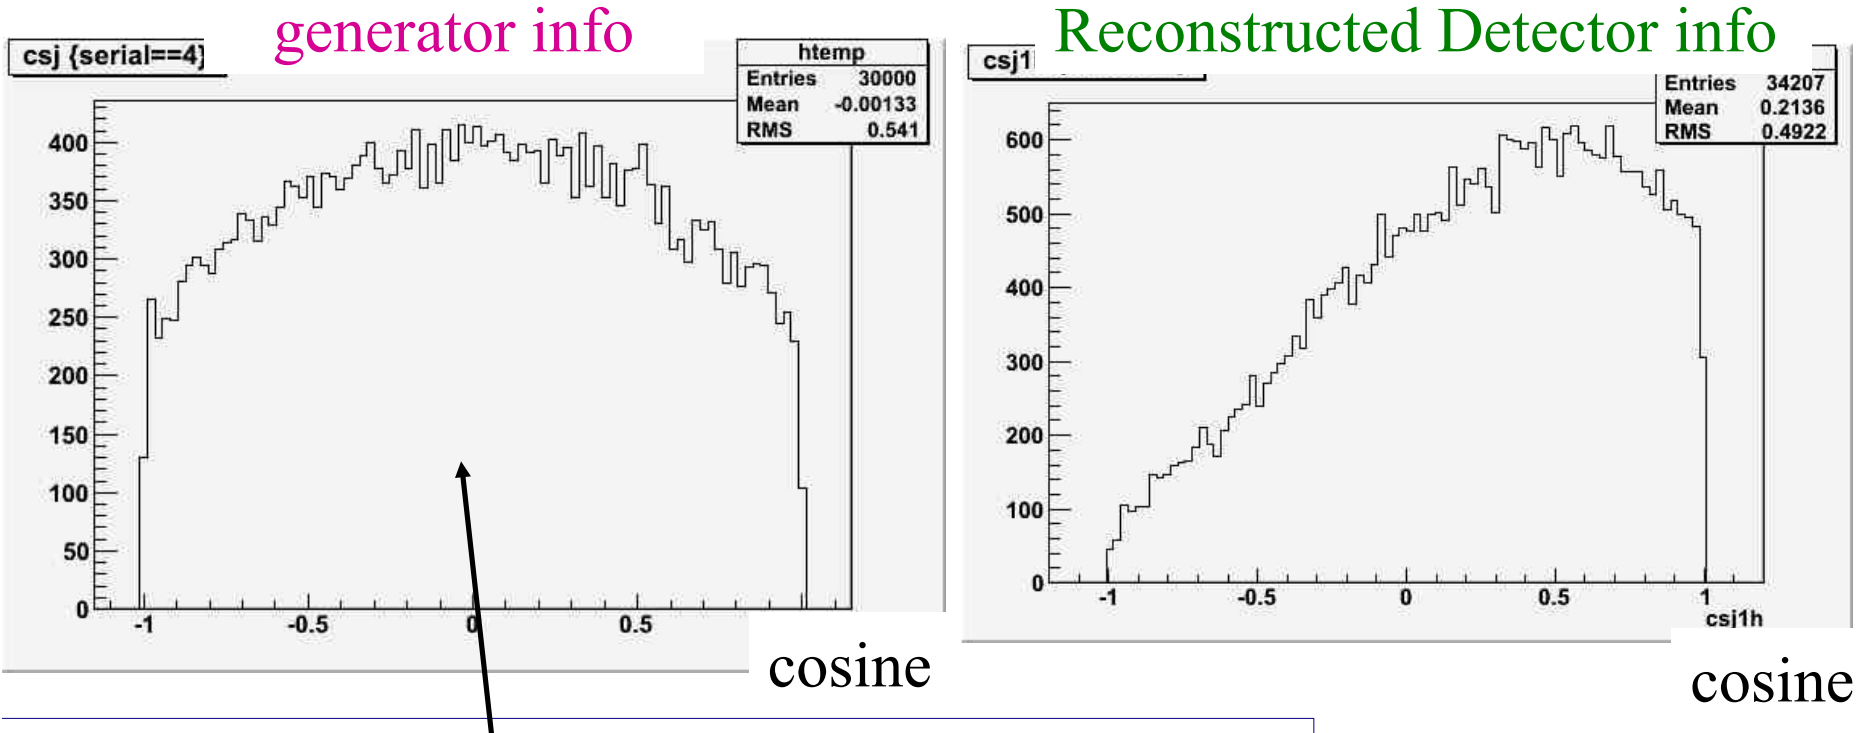 generator info
csj {serial==4}
htemp
Entries 30000
Mean -0.00133
RMS 0.541
400
350
300
250
200
150
100
50
0
-1 -0.5 0 0.5
cosine
Reconstructed Detector info
csj1
Entries 34207
Mean 0.2136
RMS 0.4922
600
500
400
300
200
100
0
-1 -0.5 0 0.5 1
csj1h
cosine